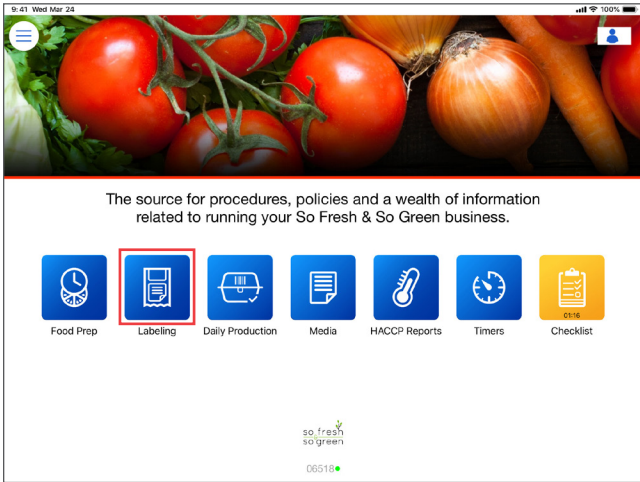 9:41 Wed Mar 24
100%
The source for procedures, policies and a wealth of information
related to running your So Fresh & So Green business.
Food Prep
Labeling
Daily Production
Media
HACCP Reports
Timers
01:16
Checklist
so fresh
so green
06518